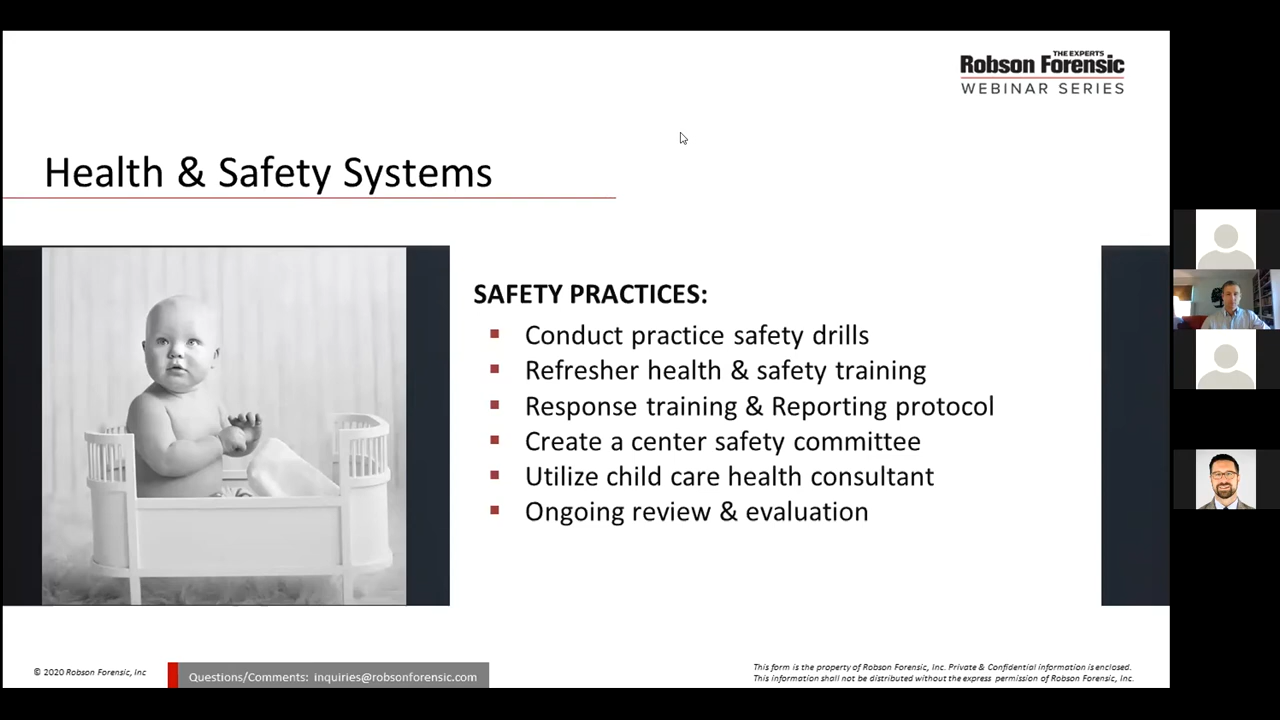 THE EXPERTS
Robson Forensic
WEBINAR SERIES
Health & Safety Systems
SAFETY PRACTICES:
Conduct practice safety drills
Refresher health & safety training
Response training & Reporting protocol
Create a center safety committee
Utilize child care health consultant
Ongoing review & evaluation
© 2020 Robson Forensic, Inc
Questions/Comments: inquiries@robsonforensic.com
This form is the property of Robson Forensic, Inc. Private & Confidential information is enclosed.
This information shall not be distributed without the express permission of Robson Forensic, Inc.